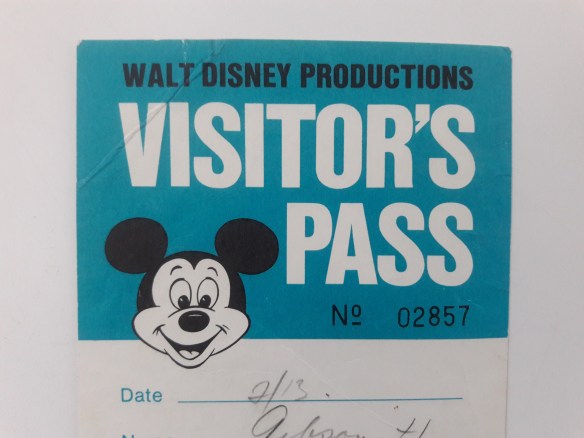 WALT DISNEY PRODUCTIONS
VISITOR'S
PASS
Nº 02857
Date 2/13.